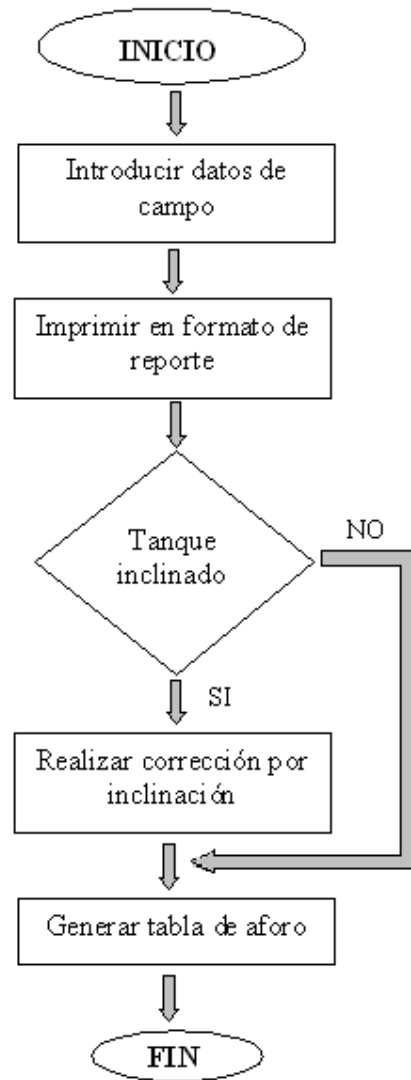 INICIO
Introducir datos de
campo
Imprimir en formato de
reporte
Tanque
inclinado
NO
SI
Realizar corrección por
inclinación
Generar tabla de aforo
FIN